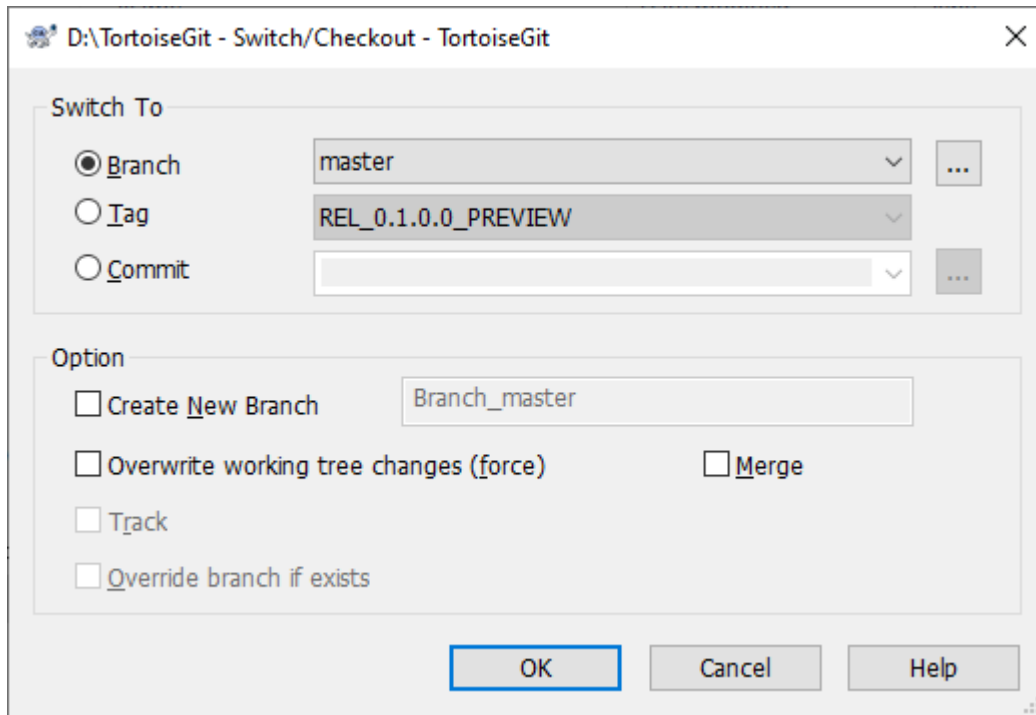 D:\TortoiseGit - Switch/Checkout - TortoiseGit
Switch To
Branch
master
...
Tag
REL_0.1.0.0_PREVIEW
Commit
...
Option
Create New Branch
Branch_master
Overwrite working tree changes (force)
Merge
Track
Override branch if exists
OK
Cancel
Help